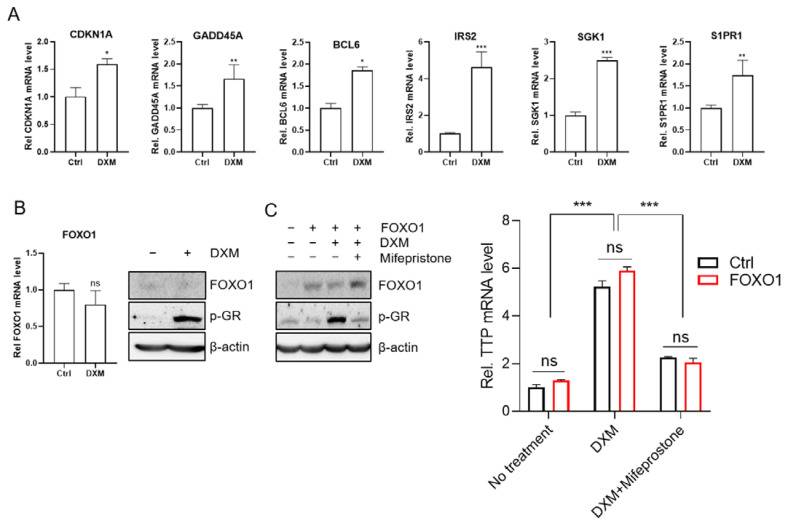 A
CDKN1A
Rel CDKN1A mRNA level
2.0
1.5
1.0
0.5
0.0
*
Ctrl DXM
GADD45A
Rel. GADD45A mRNA level
2.5
2.0
1.5
1.0
0.5
0.0
**
Ctrl DXM
BCL6
Rel. BCL6 mRNA level
2.5
2.0
1.5
1.0
0.5
0.0
*
Ctrl DXM
IRS2
Rel. IRS2 mRNA level
6
4
2
0
***
Ctrl DXM
SGK1
Rel. SGK1 mRNA level
3
2
1
0
***
Ctrl DXM
S1PR1
Rel. S1PR1 mRNA level
2.5
2.0
1.5
1.0
0.5
0.0
**
Ctrl DXM
B
FOXO1
Rel FOXO1 mRNA level
1.5
1.0
0.5
0.0
ns
Ctrl DXM
– + DXM
FOXO1
p-GR
β-actin
C
– + + + FOXO1
– – + + DXM
– – – + Mifepristone
FOXO1
p-GR
β-actin
Rel. TTP mRNA level
8
6
4
2
0
*** ***
ns
ns
ns
Ctrl
FOXO1
No treatment
DXM
DXM+Mifeprostone